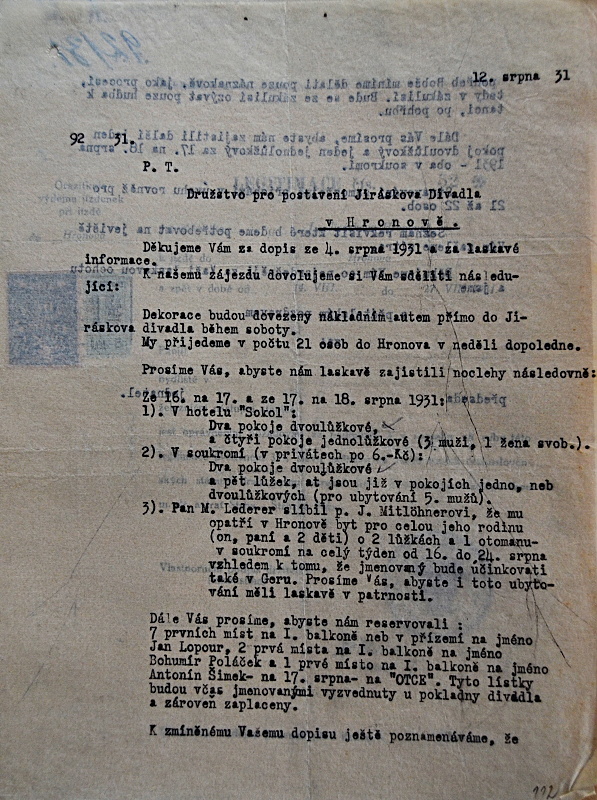 12. srpna 31
92 31.
P. T.
Družstvo pro postavení Jiráskova Divadla
v Hronově.
Děkujeme Vám za dopis ze 4. srpna 1931 a za laskavé
informace.
K našemu zájezdu dovolujeme si Vám sděliti násled-
jící:
Dekorace budou dovezeny nákladním autem přímo do Ji-
ráskova divadla během soboty.
My přijedeme v počtu 21 osob do Hronova v neděli dopoledne.
Prosíme Vás, abyste nám laskavě zajistili noclehy následovně:
Ze 16. na 17. a ze 17. na 18. srpna 1931:
1). V hotelu "Sokol":
Dva pokoje dvoulůžkové,
a čtyři pokoje jednolůžkové (3 muži, 1 žena svob.).
2). V soukromí (v privátech po 6.-Kč):
Dva pokoje dvoulůžkové
a pět lůžek, ať jsou již v pokojích jedno, neb
dvoulůžkových (pro ubytování 5. mužů).
3). Pan M. Lederer slíbil p. J. Mitlöhnerovi, že mu
opatří v Hronově byt pro celou jeho rodinu
(on, paní a 2 děti) o 2 lůžkách a 1 otomanu-
v soukromí na celý týden od 16. do 24. srpna
vzhledem k tomu, že jmenovaný bude účinkovati
také v Geru. Prosíme Vás, abyste i toto ubyto-
vání měli laskavě v patrnosti.
Dále Vás prosíme, abyste nám reservovali :
7 prvních míst na I. balkoně neb v přízemí na jméno
Jan Lopour, 2 prvá místa na I. balkoně na jméno
Bohumír Poláček a 1 prvé místo na I. balkoně na jméno
Antonín Šimek- na 17. srpna- na "OTCE". Tyto lístky
budou včas jmenovanými vyzvednuty u pokladny divadla
a zároveň zaplaceny.
K zmíněnému Vašemu dopisu ještě poznamenáváme, že
112